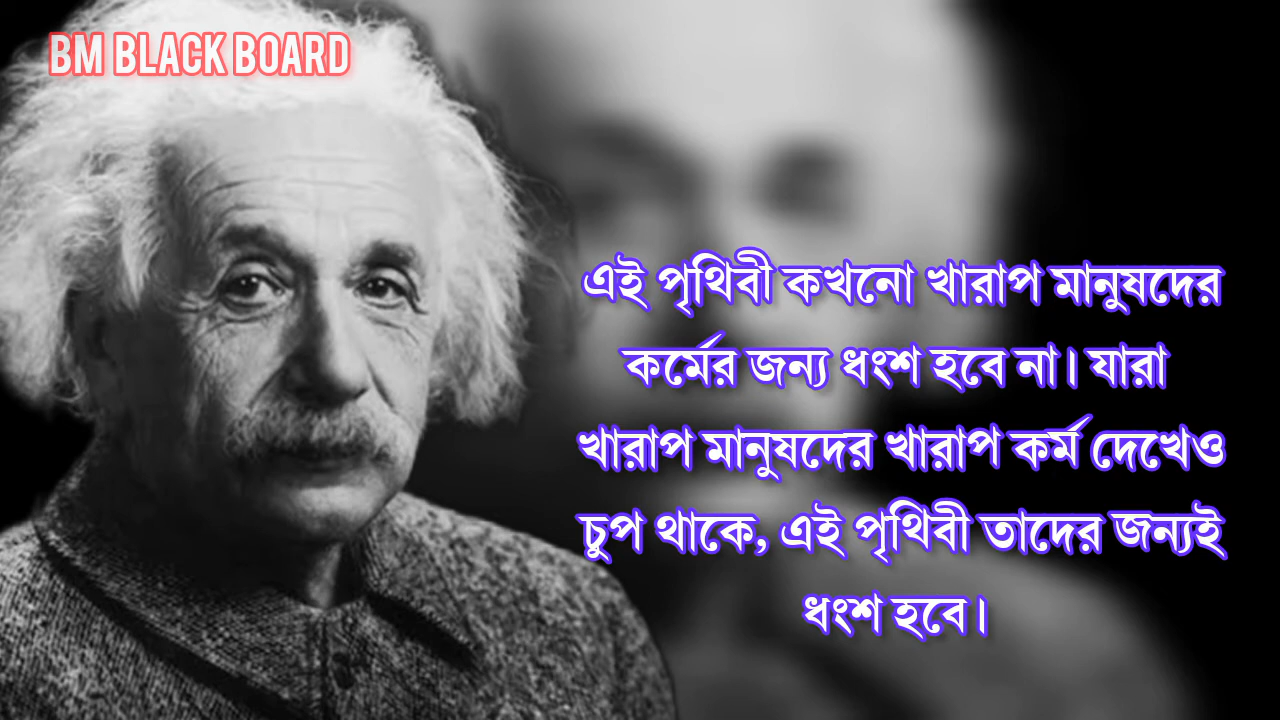 BM BLACK BOARD
এই পৃথিবী কখনো খারাপ মানুষদের
কর্মের জন্য ধংশ হবে না। যারা
খারাপ মানুষদের খারাপ কর্ম দেখেও
চুপ থাকে, এই পৃথিবী তাদের জন্যই
ধংশ হবে।